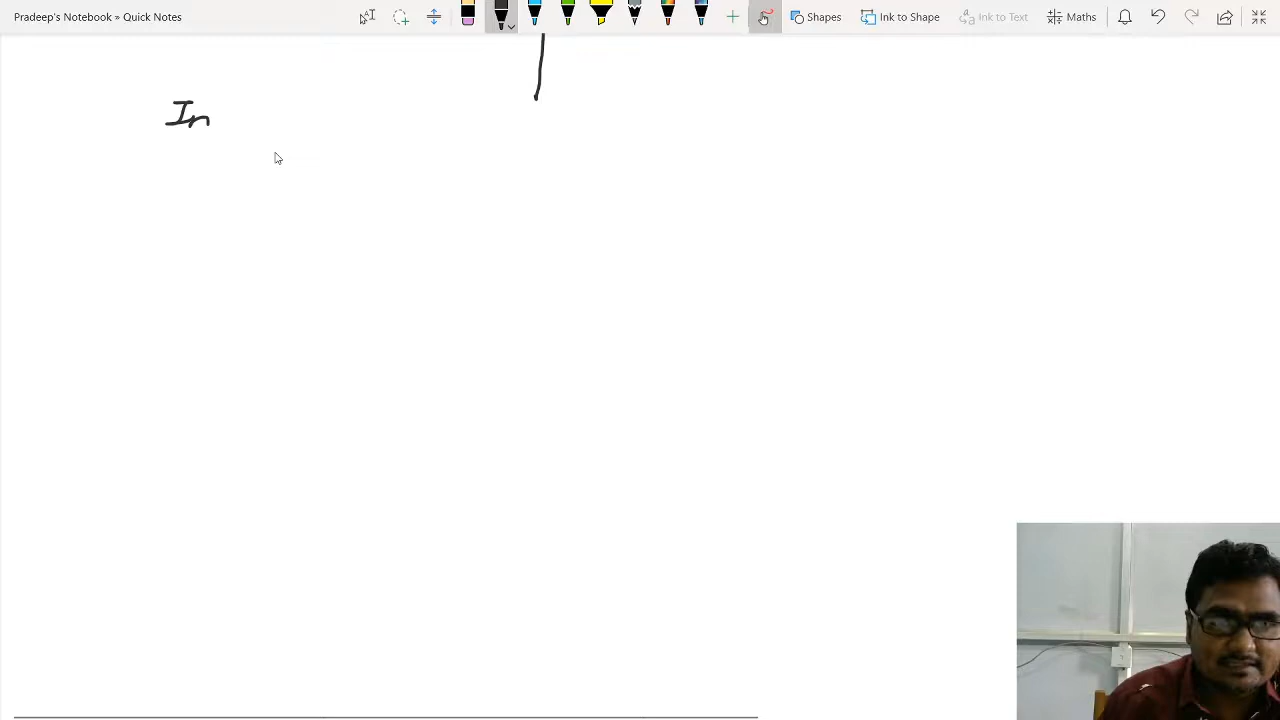 Pradeep's Notebook » Quick Notes
Shapes
Ink to Shape
Ink to Text
Maths
In